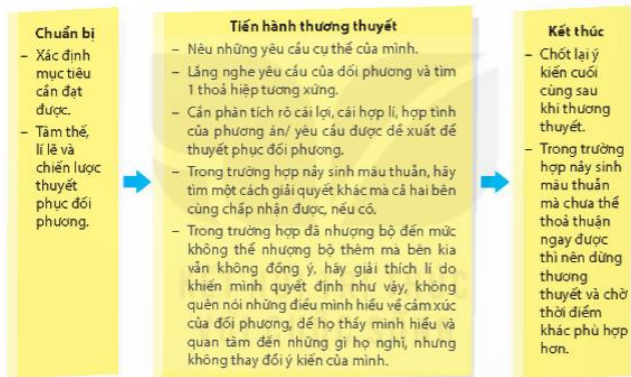 Chuẩn bị
– Xác định
mục tiêu
cần đạt
được.
– Tâm thế,
lí lẽ và
chiến lược
thuyết
phục đối
phương.
Tiến hành thương thuyết
– Nêu những yêu cầu cụ thể của mình.
– Lắng nghe yêu cầu của đối phương và tìm
1 thoả hiệp tương xứng.
– Cần phân tích rõ cái lợi, cái hợp lí, hợp tình
của phương án/ yêu cầu được đề xuất để
thuyết phục đối phương.
– Trong trường hợp nảy sinh mâu thuẫn, hãy
tìm một cách giải quyết khác mà cả hai bên
cùng chấp nhận được, nếu có.
– Trong trường hợp đã nhượng bộ đến mức
không thể nhượng bộ thêm mà bên kia
vẫn không đồng ý, hãy giải thích lí do
khiến mình quyết định như vậy, không
quên nói những điều mình hiểu về cảm xúc
của đối phương, để họ thấy mình hiểu và
quan tâm đến những gì họ nghĩ, nhưng
không thay đổi ý kiến của mình.
Kết thúc
– Chốt lại ý
kiến cuối
cùng sau
khi thương
thuyết.
– Trong trường
hợp nảy sinh
mâu thuẫn
mà chưa thể
thoả thuận
ngay được
thì nên dừng
thương
thuyết và chờ
thời điểm
khác phù hợp
hơn.